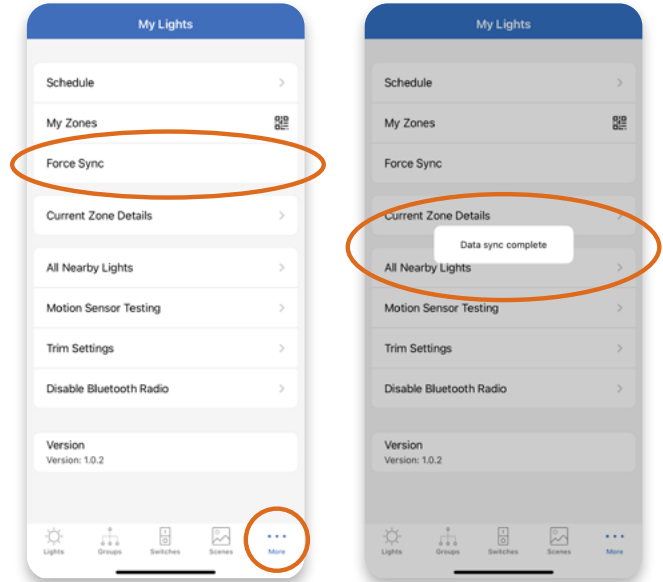 My Lights
Schedule
My Zones
Force Sync
Current Zone Details
All Nearby Lights
Motion Sensor Testing
Trim Settings
Disable Bluetooth Radio
Version
Version: 1.0.2
Lights Groups Switches Scenes More
My Lights
Schedule
My Zones
Force Sync
Current Zone Details
Data sync complete
All Nearby Lights
Motion Sensor Testing
Trim Settings
Disable Bluetooth Radio
Version
Version: 1.0.2
Lights Groups Switches Scenes More